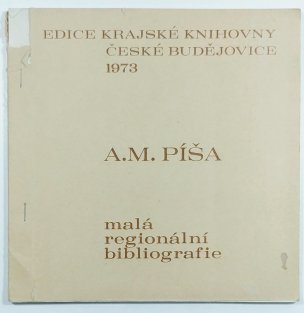 EDICE KRAJSKÉ KNIHOVNY
ČESKÉ BUDĚJOVICE
1973
A.M. PÍŠA
malá
regionální
bibliografie